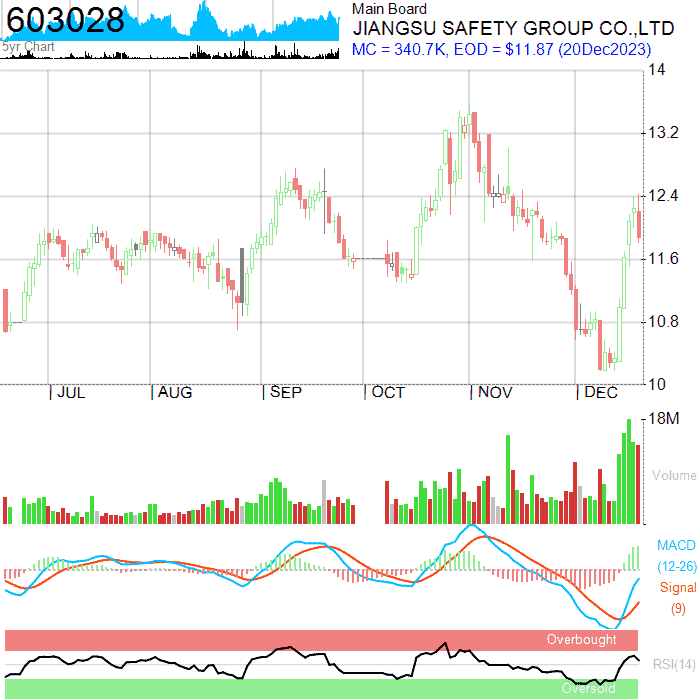 603028
5yr Chart
Main Board
JIANGSU SAFETY GROUP CO.,LTD
MC = 340.7K, EOD = $11.87 (20Dec2023)
14
13.2
12.4
11.6
10.8
10
JUL AUG SEP OCT NOV DEC
18M
Volume
MACD
(12-26)
Signal
(9)
Overbought
RSI(14)
Oversold